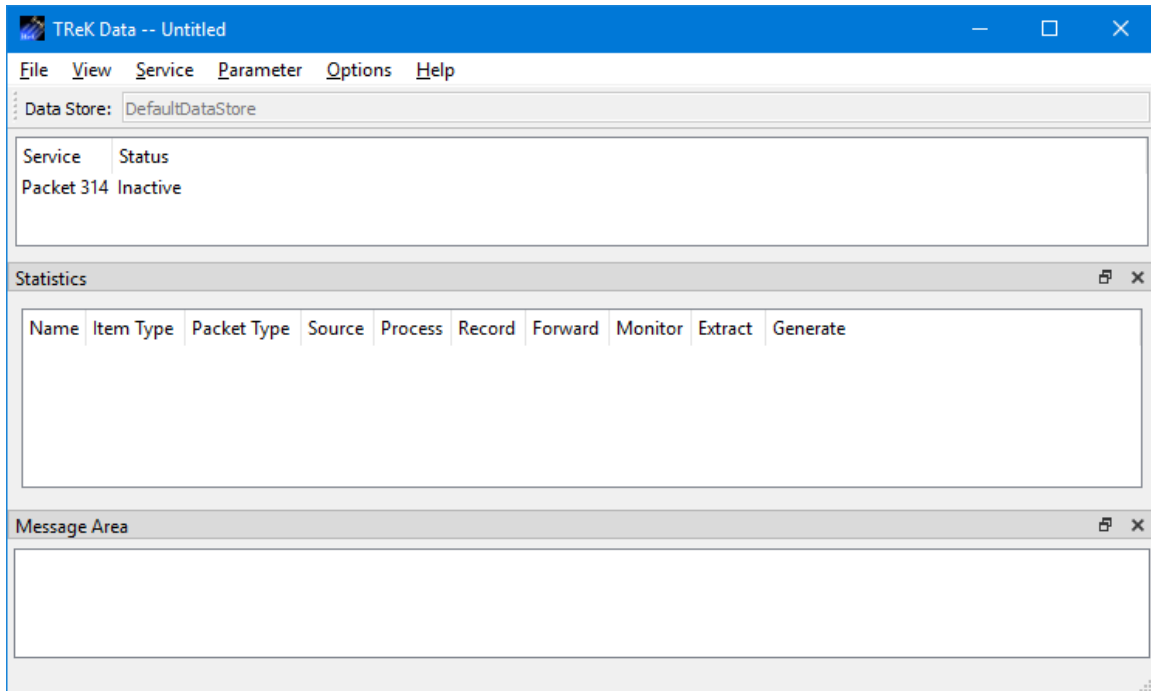 TReK Data -- Untitled
File View Service Parameter Options Help
Data Store: DefaultDataStore
Service Status
Packet 314 Inactive
Statistics
Name Item Type Packet Type Source Process Record Forward Monitor Extract Generate
Message Area